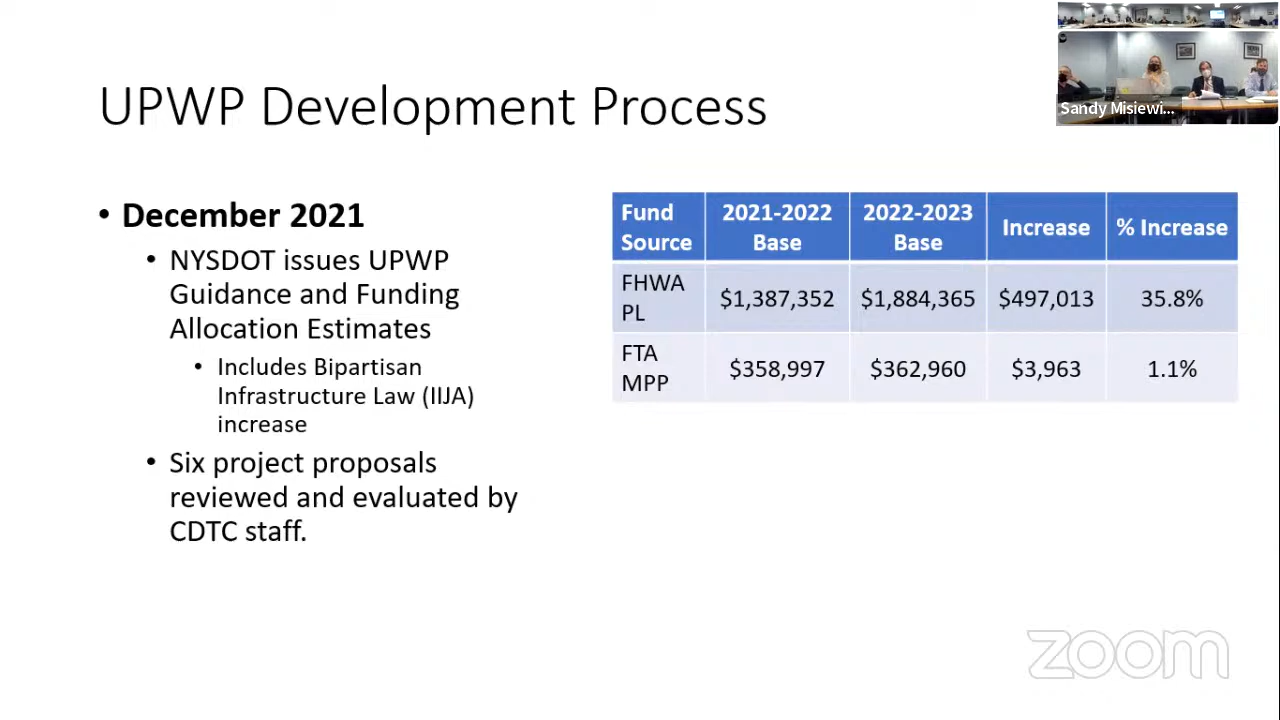 Sandy Misiewi...
UPWP Development Process
• December 2021
• NYSDOT issues UPWP
Guidance and Funding
Allocation Estimates
• Includes Bipartisan
Infrastructure Law (IIJA)
increase
• Six project proposals
reviewed and evaluated by
CDTC staff.
Fund Source 2021-2022 Base 2022-2023 Base Increase % Increase
FHWA PL $1,387,352 $1,884,365 $497,013 35.8%
FTA MPP $358,997 $362,960 $3,963 1.1%
zoom